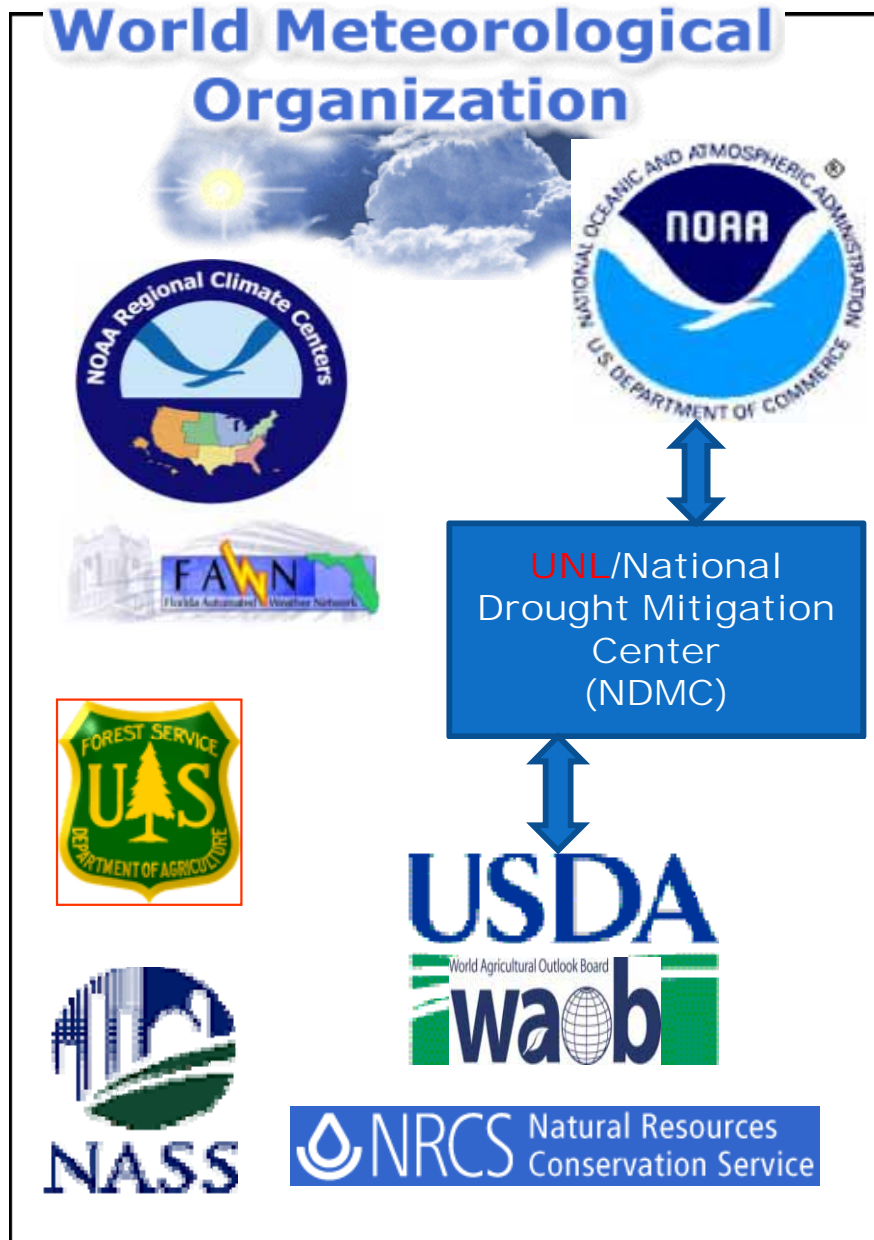 World Meteorological
Organization
NATIONAL OCEANIC AND ATMOSPHERIC ADMINISTRATION
®
NOAA
U.S. DEPARTMENT OF COMMERCE
NOAA Regional Climate Centers
FAWN
Florida Automated Weather Network
UNL/National
Drought Mitigation
Center
(NDMC)
FOREST SERVICE
UAS
DEPARTMENT OF AGRICULTURE
USDA
World Agricultural Outlook Board
waob
NASS
NRCS Natural Resources
Conservation Service